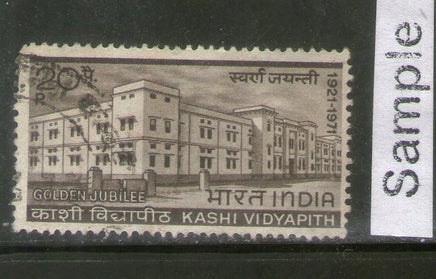 20 पै.
P.
स्वर्ण जयन्ती
1921-1971
GOLDEN JUBILEE
भारत INDIA
काशी विद्यापीठ KASHI VIDYAPITH
Sample